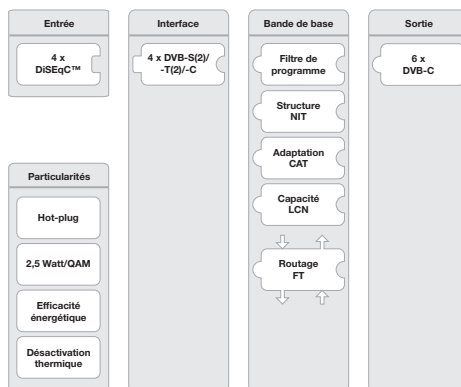 Entrée
4 x
DiSEqC™
Particularités
Hot-plug
2,5 Watt/QAM
Efficacité
énergétique
Désactivation
thermique
Interface
4 x DVB-S(2)/
-T(2)/-C
Bande de base
Filtre de
programme
Structure
NIT
Adaptation
CAT
Capacité
LCN
Routage
FT
Sortie
6 x
DVB-C